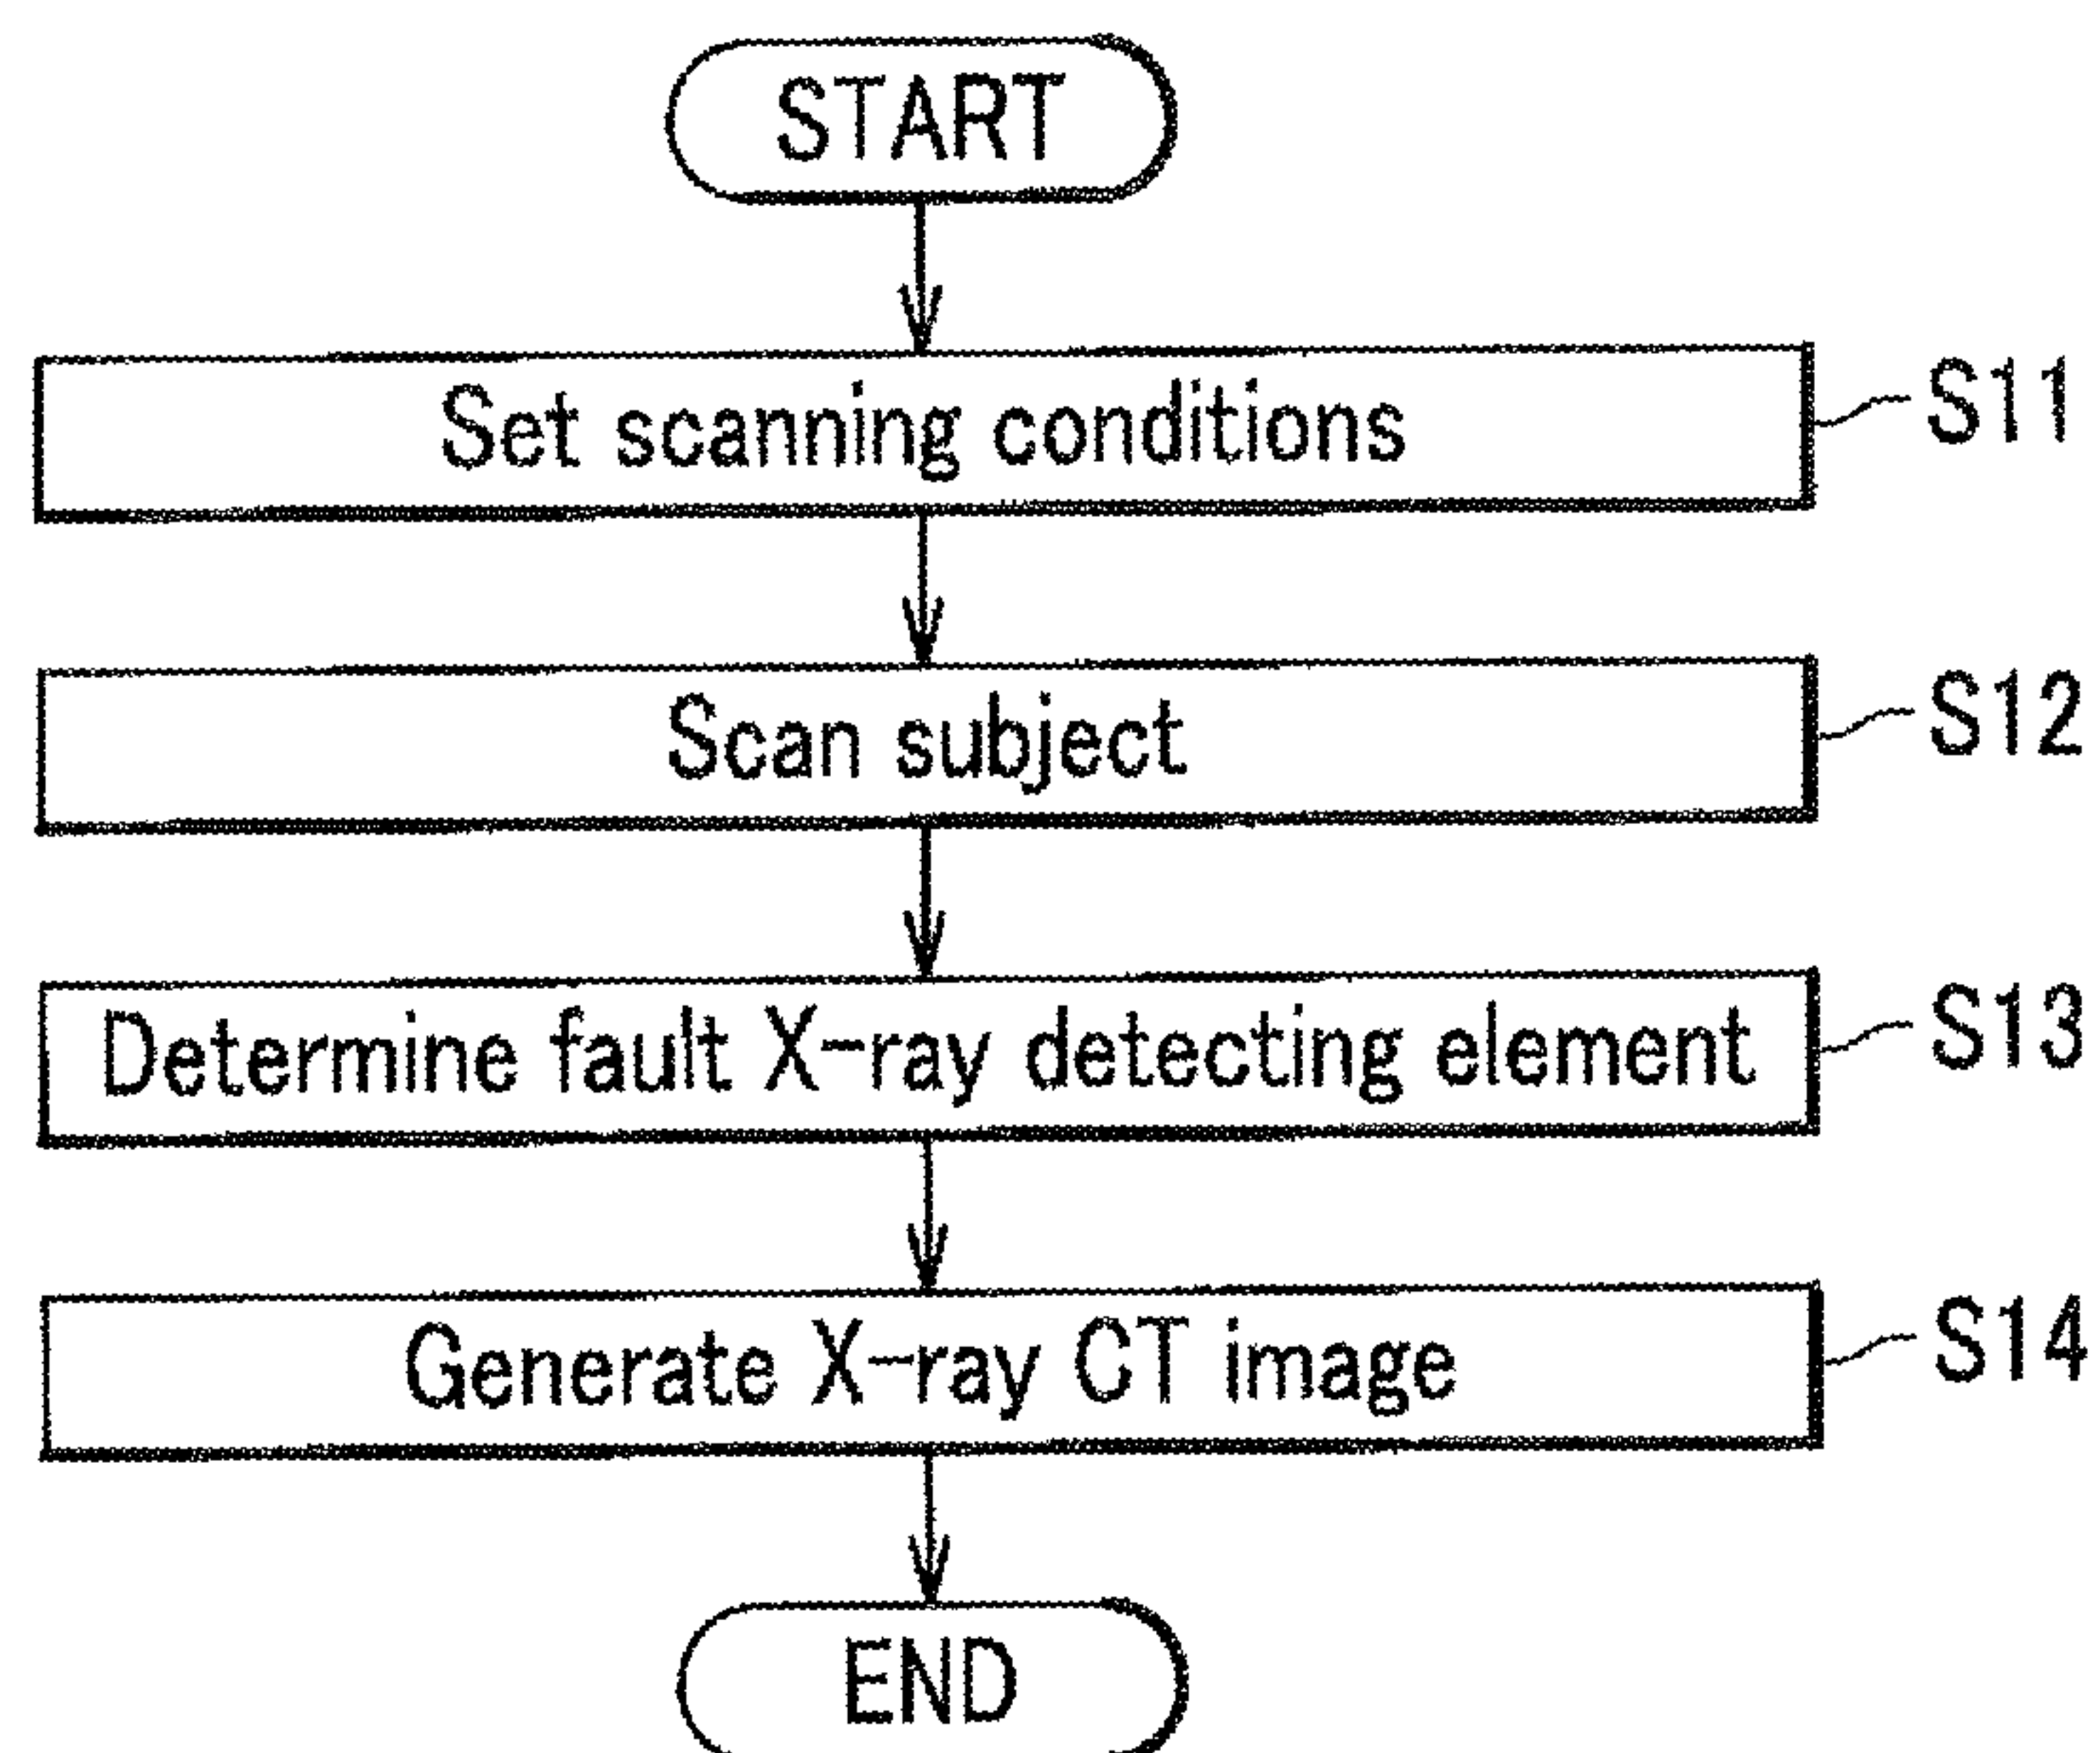 START
Set scanning conditions
S11
Scan subject
S12
Determine fault X-ray detecting element
S13
Generate X-ray CT image
S14
END